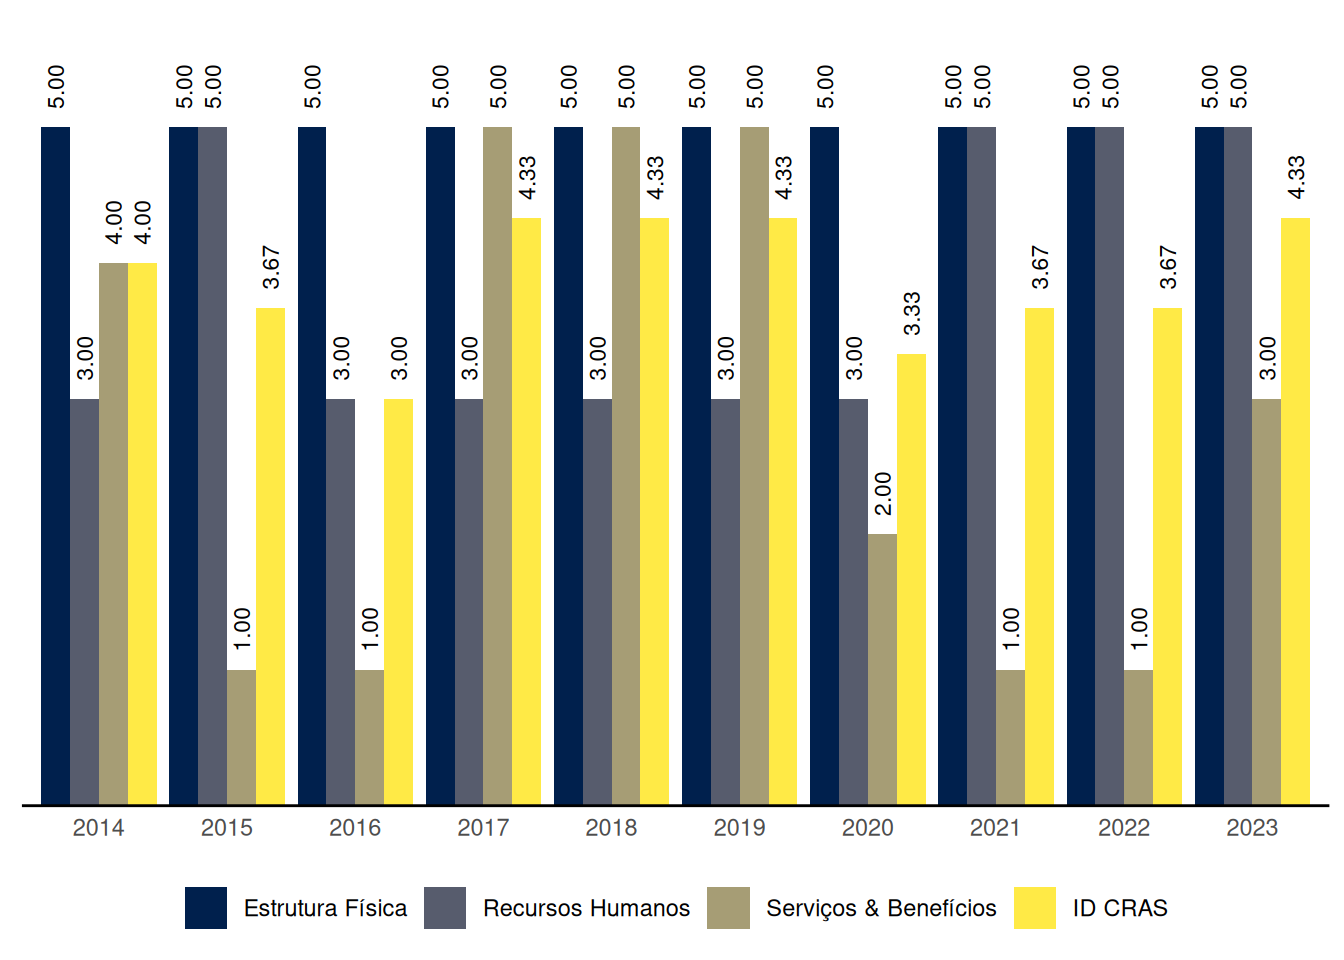 5.00 3.00 4.00 4.00 5.00 5.00 1.00 3.67 5.00 3.00 1.00 3.00 5.00 3.00 5.00 4.33 5.00 3.00 5.00 4.33 5.00 3.00 5.00 4.33 5.00 3.00 2.00 3.33 5.00 5.00 1.00 3.67 5.00 5.00 1.00 3.67 5.00 5.00 3.00 4.33
2014 2015 2016 2017 2018 2019 2020 2021 2022 2023
Estrutura Física Recursos Humanos Serviços & Benefícios ID CRAS